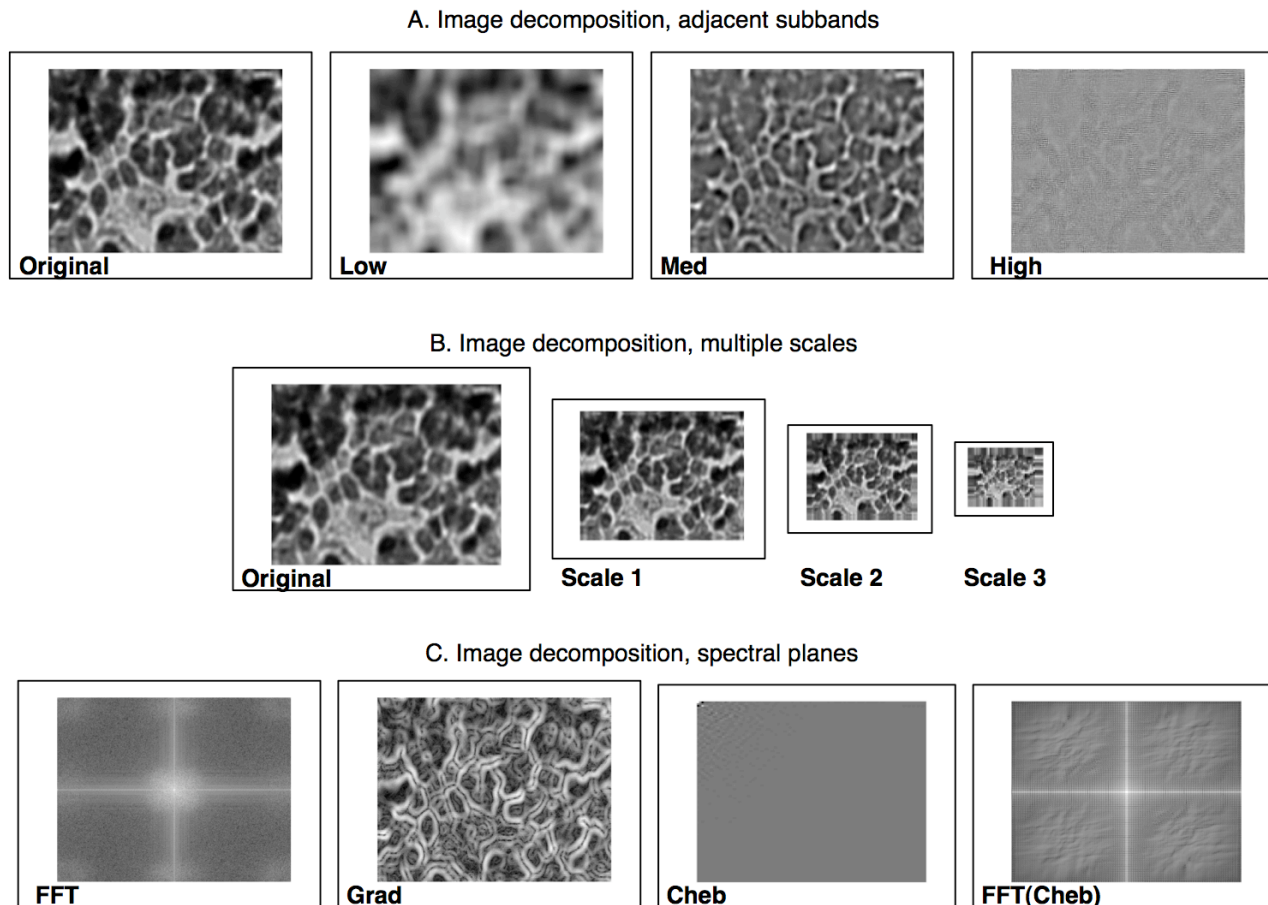 A. Image decomposition, adjacent subbands
Original
Low
Med
High
B. Image decomposition, multiple scales
Original
Scale 1
Scale 2
Scale 3
C. Image decomposition, spectral planes
FFT
Grad
Cheb
FFT(Cheb)